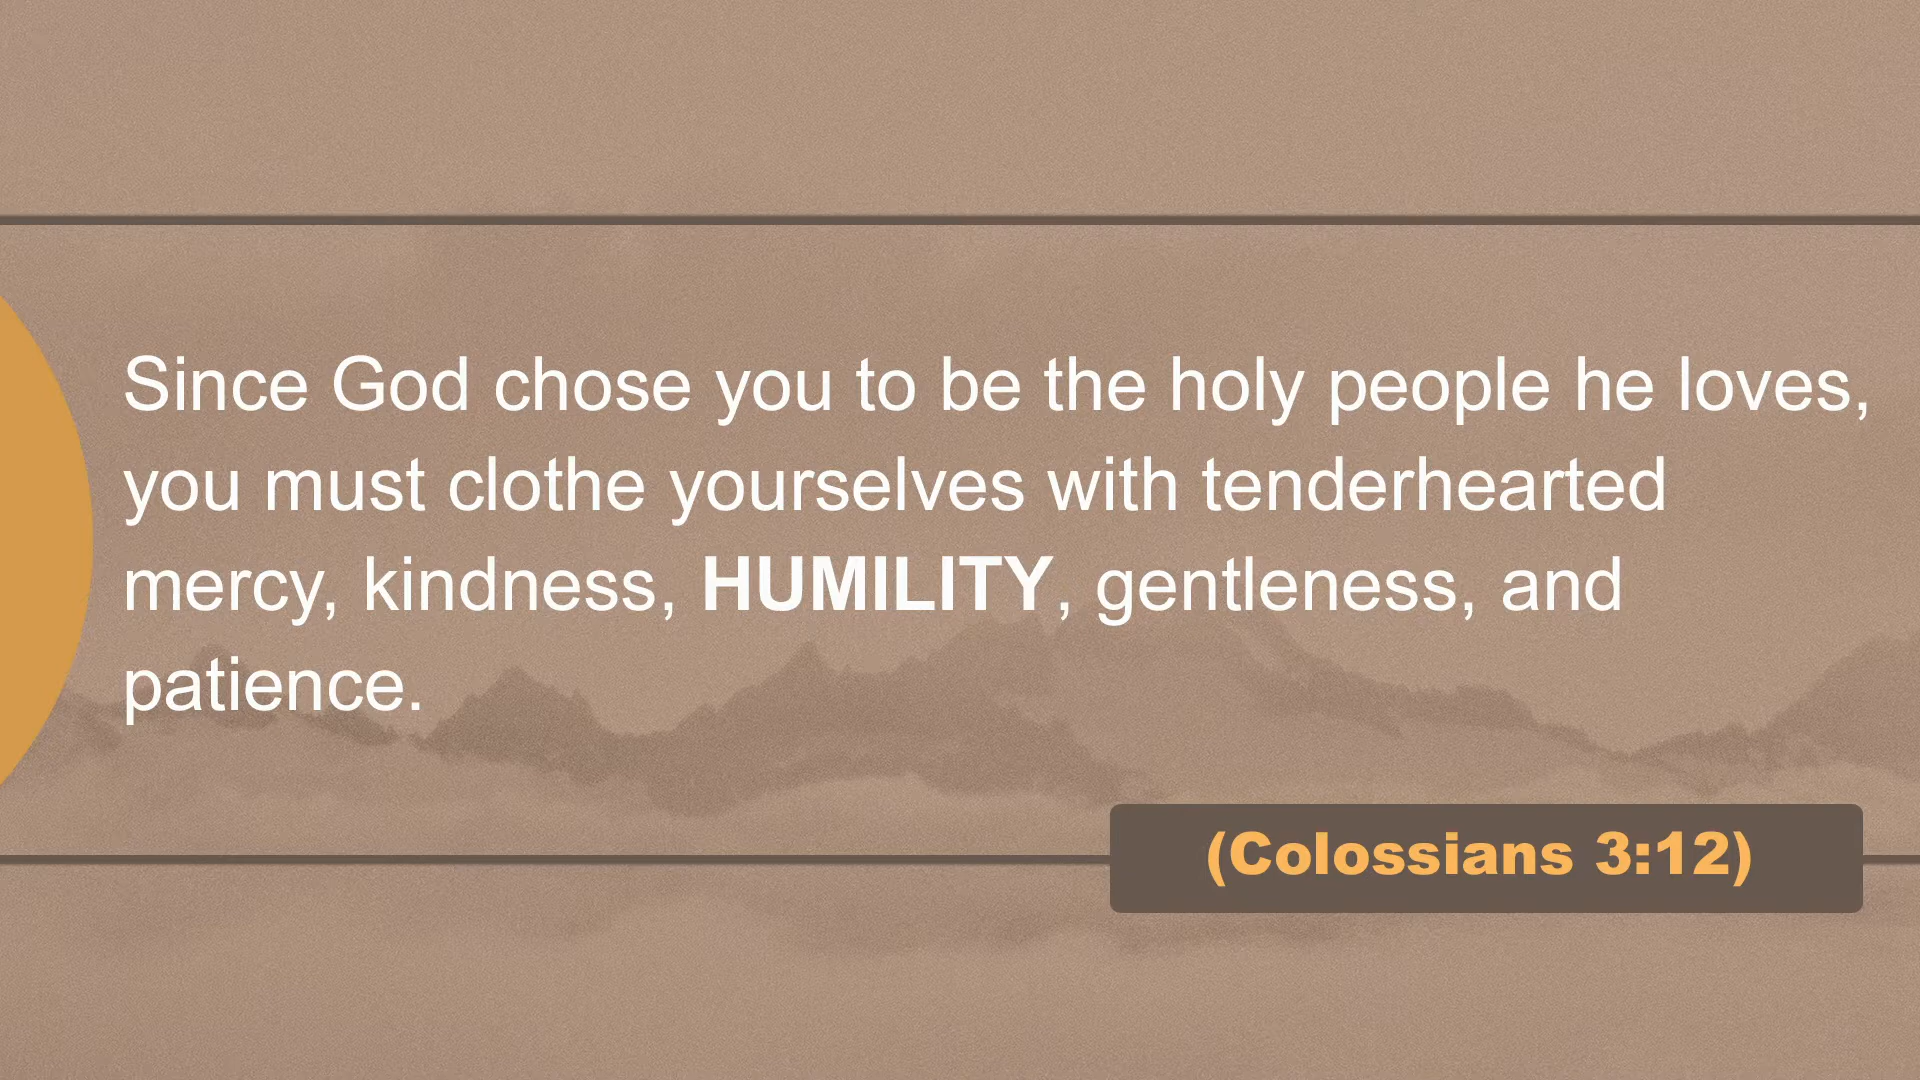 Since God chose you to be the holy people he loves,
you must clothe yourselves with tenderhearted
mercy, kindness, HUMILITY, gentleness, and
patience.
(Colossians 3:12)